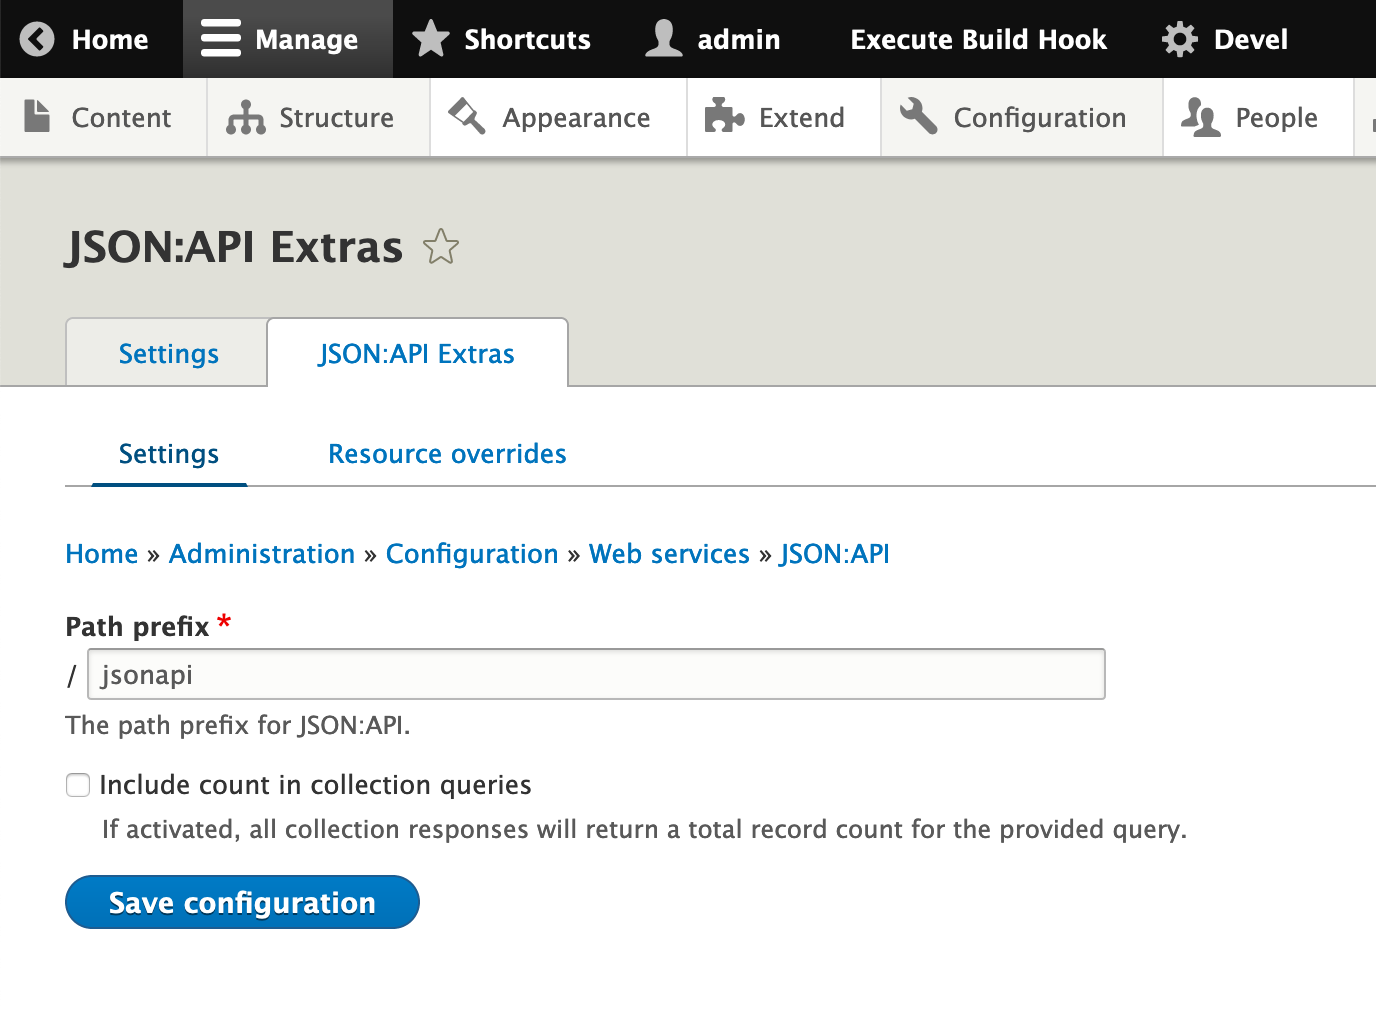 Home Manage Shortcuts admin Execute Build Hook Devel
Content Structure Appearance Extend Configuration People
JSON:API Extras
Settings JSON:API Extras
Settings Resource overrides
Home » Administration » Configuration » Web services » JSON:API
Path prefix *
/ jsonapi
The path prefix for JSON:API.
Include count in collection queries
If activated, all collection responses will return a total record count for the provided query.
Save configuration